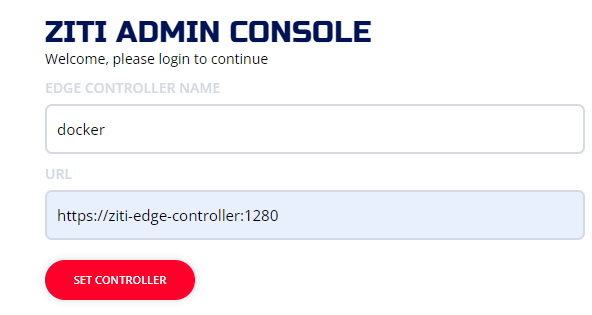 ZITI ADMIN CONSOLE
Welcome, please login to continue
EDGE CONTROLLER NAME
docker
URL
https://ziti-edge-controller:1280
SET CONTROLLER